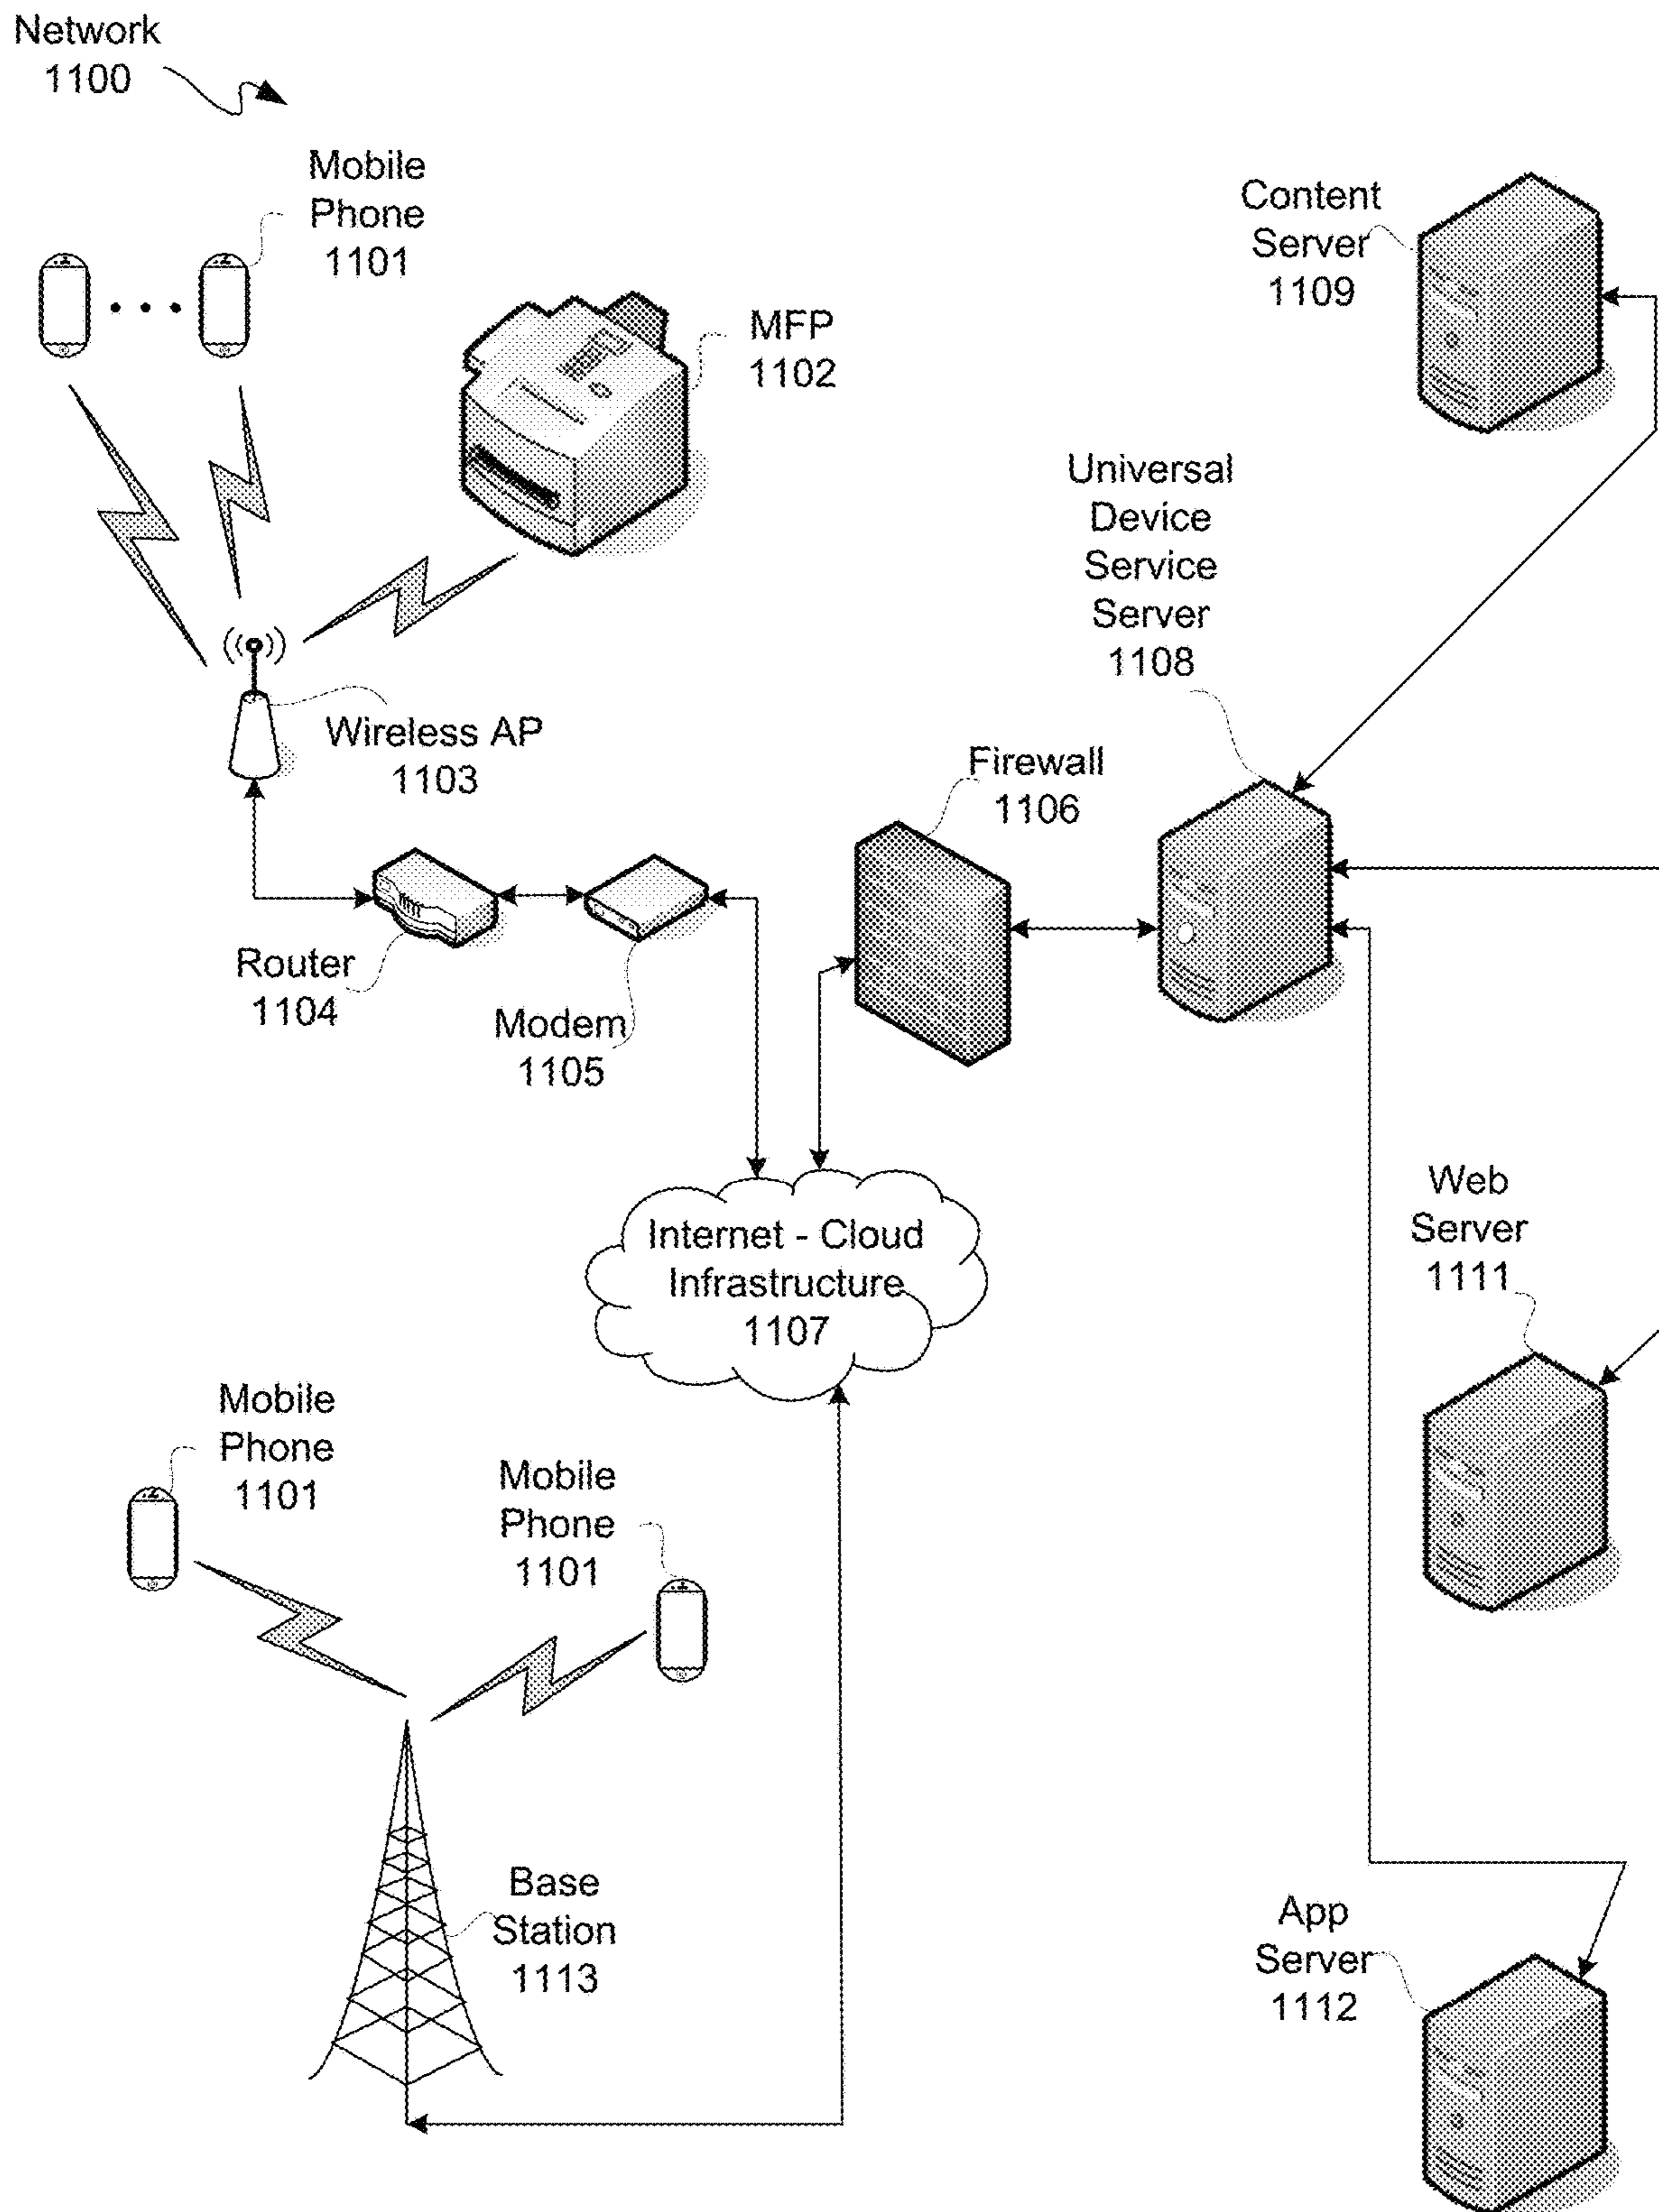 Network
1100
Mobile
Phone
1101
MFP
1102
Content
Server
1109
Universal
Device
Service
Server
1108
Wireless AP
1103
Firewall
1106
Router
1104
Modem
1105
Internet - Cloud
Infrastructure
1107
Web
Server
1111
Mobile
Phone
1101
Mobile
Phone
1101
Base
Station
1113
App
Server
1112